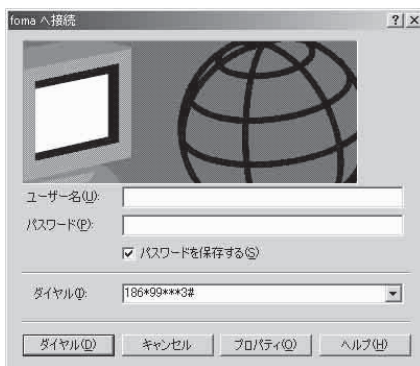 foma へ接続
ユーザー名(U):
パスワード(P):
パスワードを保存する(S)
ダイヤル(I): 186*99***3#
ダイヤル(D) キャンセル プロパティ(O) ヘルプ(H)